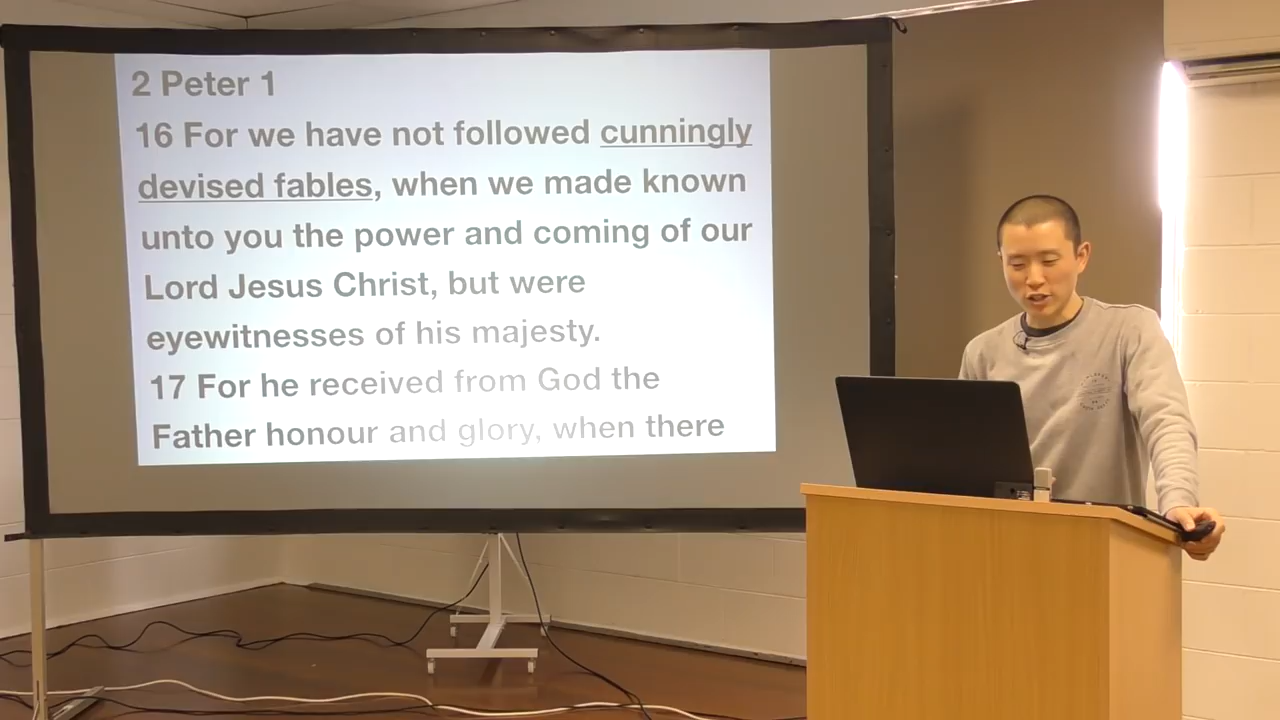 2 Peter 1
16 For we have not followed cunningly
devised fables, when we made known
unto you the power and coming of our
Lord Jesus Christ, but were
eyewitnesses of his majesty.
17 For he received from God the
Father honour and glory, when there